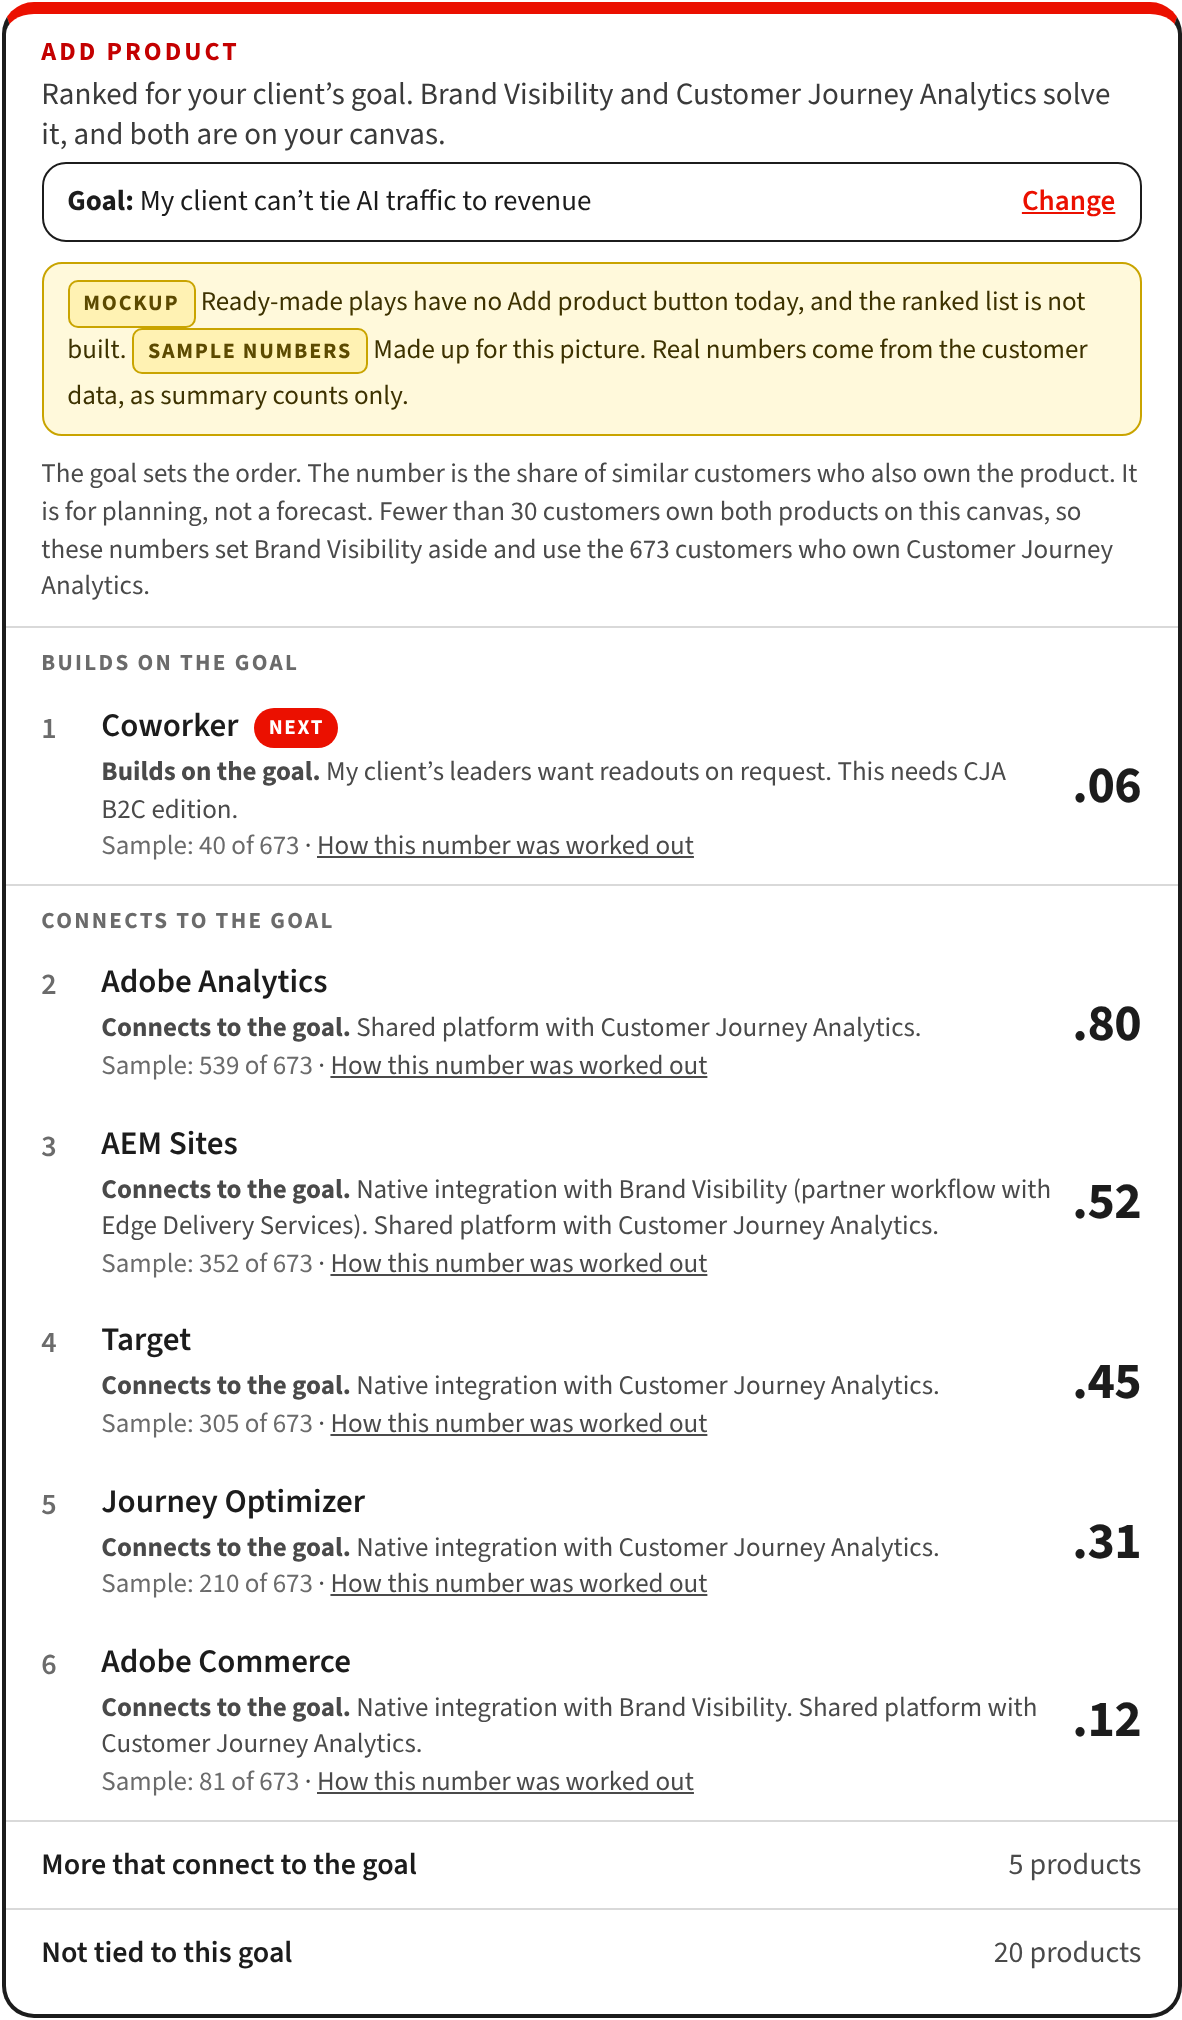 ADD PRODUCT
Ranked for your client’s goal. Brand Visibility and Customer Journey Analytics solve
it, and both are on your canvas.
Goal: My client can’t tie AI traffic to revenue Change
MOCKUP Ready-made plays have no Add product button today, and the ranked list is not
built. SAMPLE NUMBERS Made up for this picture. Real numbers come from the customer
data, as summary counts only.
The goal sets the order. The number is the share of similar customers who also own the product. It
is for planning, not a forecast. Fewer than 30 customers own both products on this canvas, so
these numbers set Brand Visibility aside and use the 673 customers who own Customer Journey
Analytics.
BUILDS ON THE GOAL
1 Coworker NEXT
Builds on the goal. My client’s leaders want readouts on request. This needs CJA
B2C edition.
.06
Sample: 40 of 673 · How this number was worked out
CONNECTS TO THE GOAL
2 Adobe Analytics
Connects to the goal. Shared platform with Customer Journey Analytics.
.80
Sample: 539 of 673 · How this number was worked out
3 AEM Sites
Connects to the goal. Native integration with Brand Visibility (partner workflow with
Edge Delivery Services). Shared platform with Customer Journey Analytics.
.52
Sample: 352 of 673 · How this number was worked out
4 Target
Connects to the goal. Native integration with Customer Journey Analytics.
.45
Sample: 305 of 673 · How this number was worked out
5 Journey Optimizer
Connects to the goal. Native integration with Customer Journey Analytics.
.31
Sample: 210 of 673 · How this number was worked out
6 Adobe Commerce
Connects to the goal. Native integration with Brand Visibility. Shared platform with
Customer Journey Analytics.
.12
Sample: 81 of 673 · How this number was worked out
More that connect to the goal 5 products
Not tied to this goal 20 products